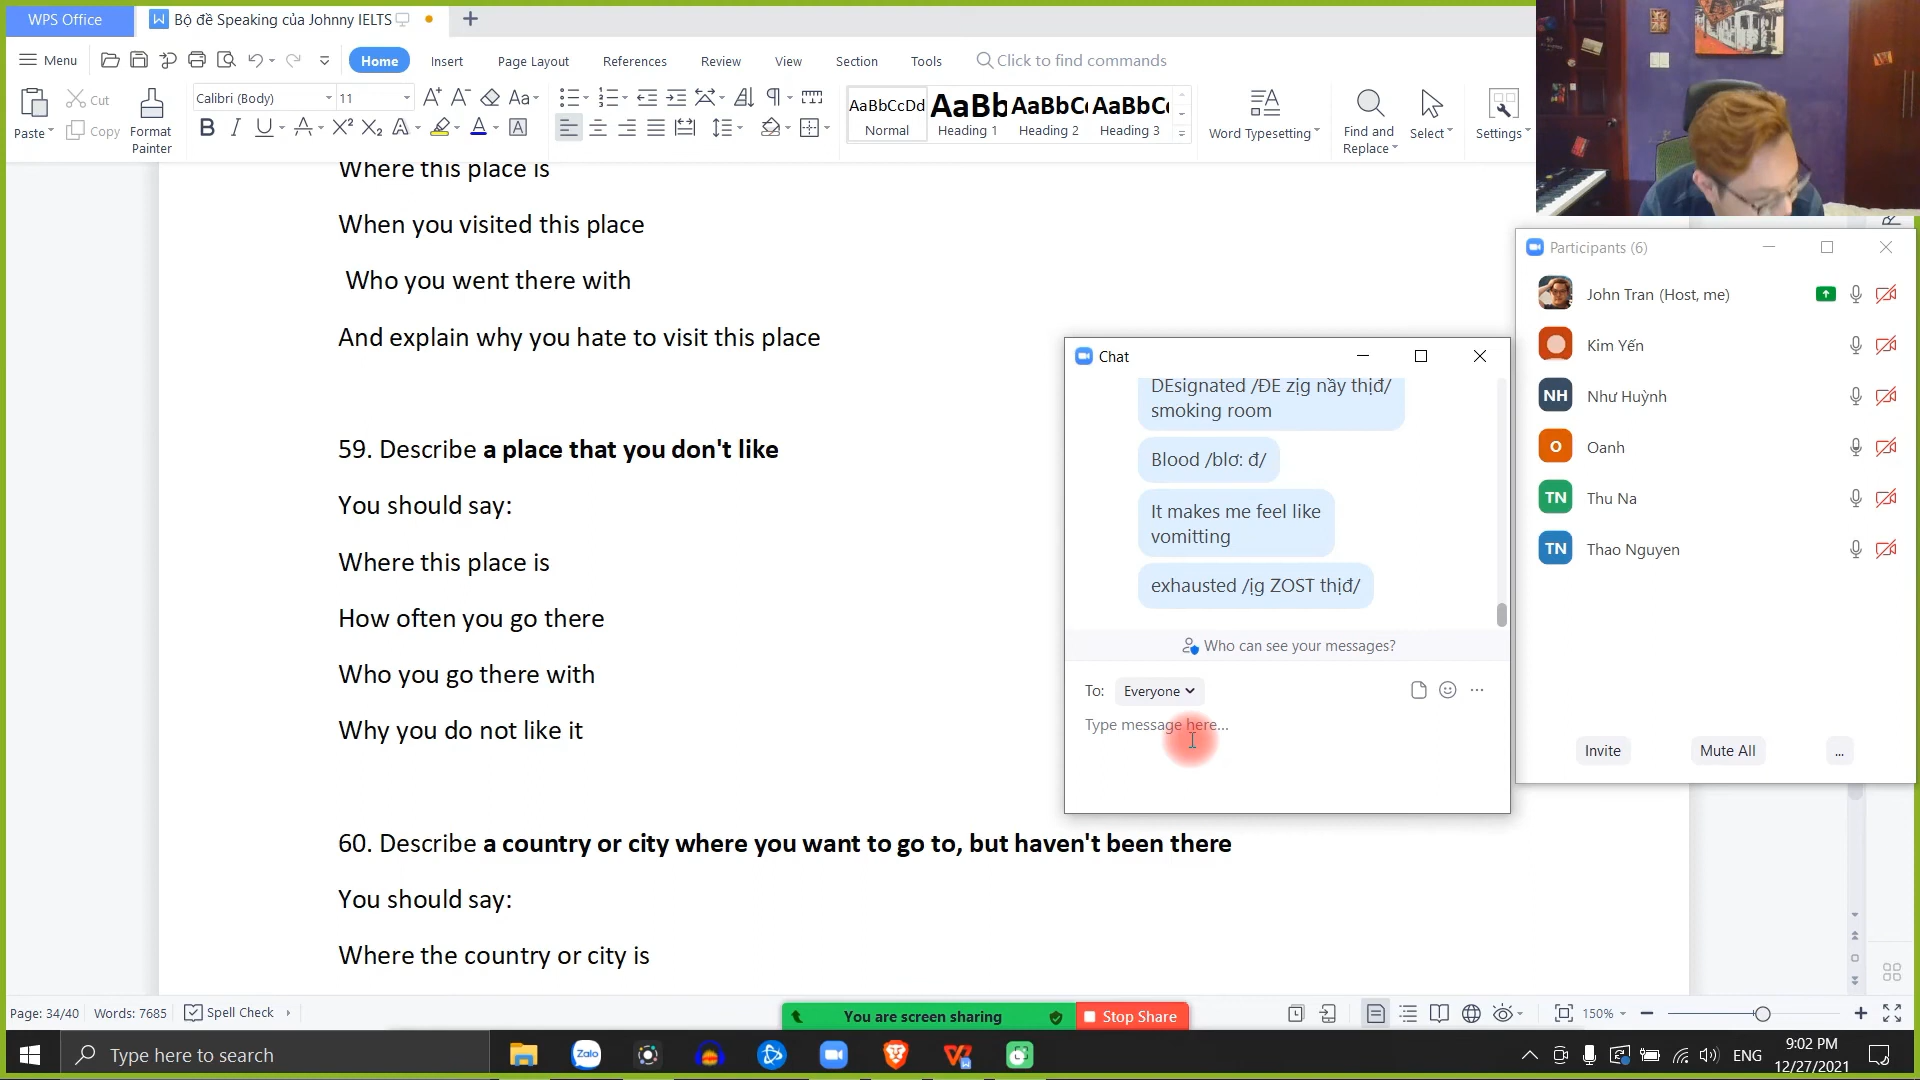 WPS Office
Bộ đề Speaking của Johnny IELTS
Menu
Home
Insert
Page Layout
References
Review
View
Section
Tools
Click to find commands
Paste
Cut
Copy
Format
Painter
Calibri (Body)
11
AaBbCcDd
Normal
AaBb
Heading 1
AaBbC
Heading 2
AaBbC
Heading 3
Word Typesetting
Find and
Replace
Select
Settings
Where this place is
When you visited this place
Who you went there with
And explain why you hate to visit this place
59. Describe a place that you don't like
You should say:
Where this place is
How often you go there
Who you go there with
Why you do not like it
60. Describe a country or city where you want to go to, but haven't been there
You should say:
Where the country or city is
Chat
DEsignated /ĐE zịg nầy thịđ/
smoking room
Blood /blơ: đ/
It makes me feel like
vomitting
exhausted /ịg ZOST thịđ/
Who can see your messages?
To: Everyone
Type message here...
Participants (6)
John Tran (Host, me)
Kim Yến
NH Như Huỳnh
O Oanh
TN Thu Na
TN Thao Nguyen
Invite
Mute All
...
Page: 34/40
Words: 7685
Spell Check
You are screen sharing
Stop Share
150%
Type here to search
Zalo
ENG
9:02 PM
12/27/2021